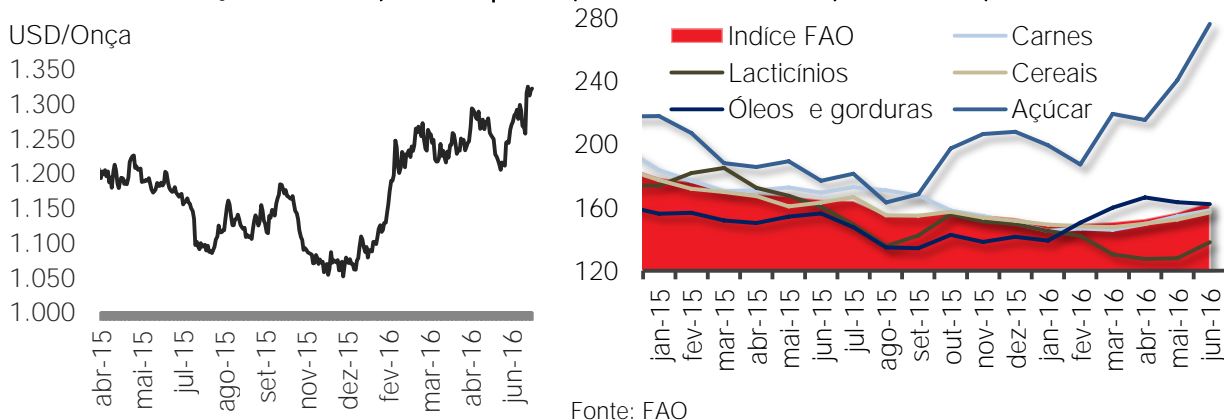 USD/Onça
1.350
1.300
1.250
1.200
1.150
1.100
1.050
1.000
abr-15
mai-15
jul-15
ago-15
set-15
nov-15
dez-15
fev-16
mar-16
abr-16
jun-16
280
240
200
160
120
Indíce FAO
Carnes
Lacticínios
Cereais
Óleos e gorduras
Açúcar
jan-15
fev-15
mar-15
abr-15
mai-15
jun-15
jul-15
ago-15
set-15
out-15
nov-15
dez-15
jan-16
fev-16
mar-16
abr-16
mai-16
jun-16
Fonte: FAO